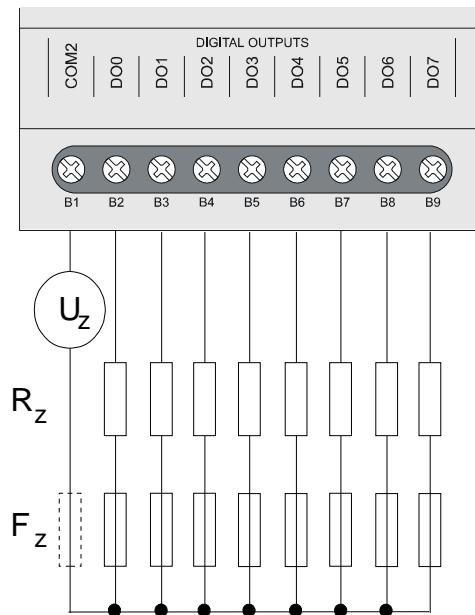 DIGITAL OUTPUTS
COM2 DO0 DO1 DO2 DO3 DO4 DO5 DO6 DO7
B1 B2 B3 B4 B5 B6 B7 B8 B9
Uz
Rz
Fz